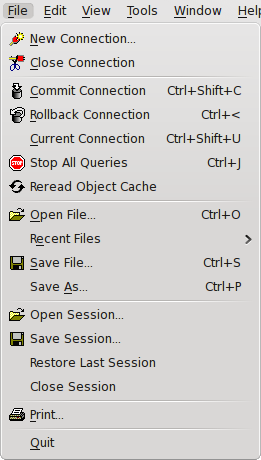 File Edit View Tools Window Help
New Connection...
Close Connection
Commit Connection Ctrl+Shift+C
Rollback Connection Ctrl+<
Current Connection Ctrl+Shift+U
STOP Stop All Queries Ctrl+J
Reread Object Cache
Open File... Ctrl+O
Recent Files
Save File... Ctrl+S
Save As... Ctrl+P
Open Session...
Save Session...
Restore Last Session
Close Session
Print...
Quit